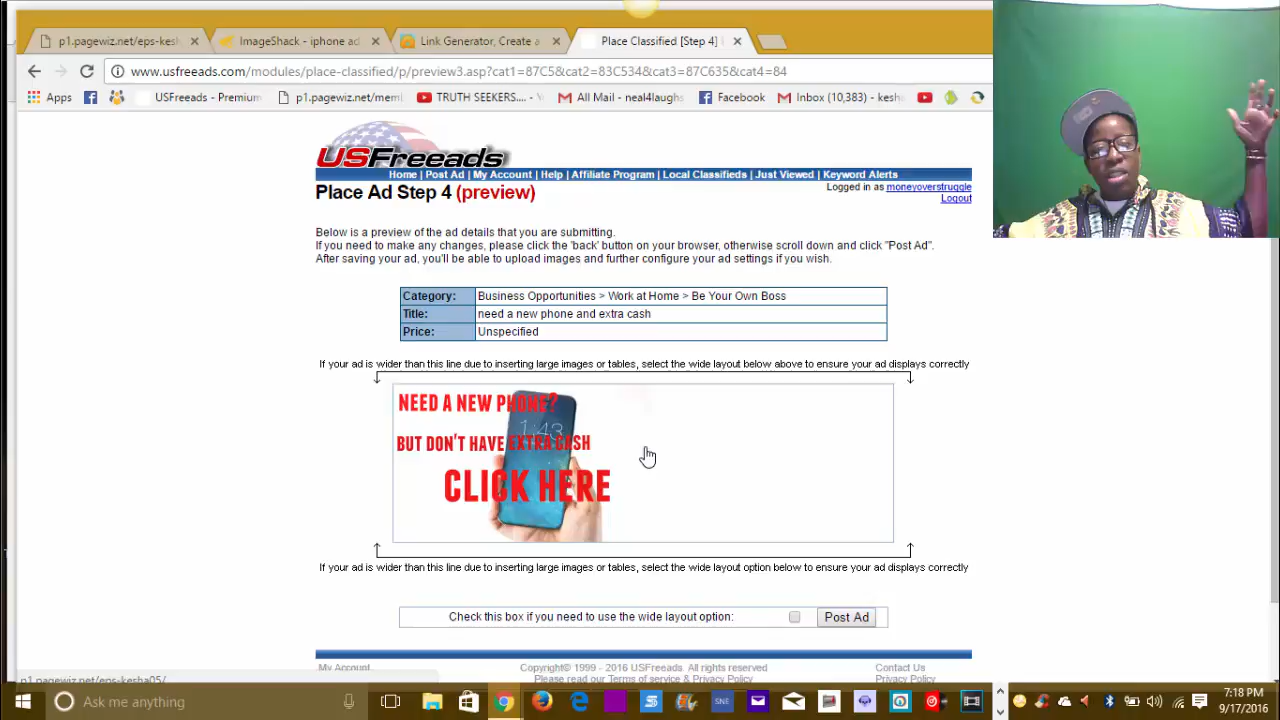 p1.pagewiz.net/eps-kesh
ImageShack - iphone ad
Link Generator, Create a
Place Classified [Step 4]
www.usfreeads.com/modules/place-classified/p/preview3.asp?cat1=87C5&cat2=83C534&cat3=87C635&cat4=84
Apps
USFreeads - Premium
p1.pagewiz.net/meml
TRUTH SEEKERS....
All Mail - neal4laughs
Facebook
Inbox (10,383) - kesh
USFreeads
Home | Post Ad | My Account | Help | Affiliate Program | Local Classifieds | Just Viewed | Keyword Alerts
Place Ad Step 4 (preview)
Logged in as moneyoverstruggle
Logout
Below is a preview of the ad details that you are submitting.
If you need to make any changes, please click the 'back' button on your browser, otherwise scroll down and click "Post Ad".
After saving your ad, you'll be able to upload images and further configure your ad settings if you wish.
Category: Business Opportunities > Work at Home > Be Your Own Boss
Title: need a new phone and extra cash
Price: Unspecified
If your ad is wider than this line due to inserting large images or tables, select the wide layout below above to ensure your ad displays correctly
NEED A NEW PHONE?
1:43
BUT DON'T HAVE EXTRA CASH
CLICK HERE
If your ad is wider than this line due to inserting large images or tables, select the wide layout option below to ensure your ad displays correctly
Check this box if you need to use the wide layout option:
Post Ad
My Account
Copyright© 1999 - 2016 USFreeads. All rights reserved
Contact Us
Please read our Terms of service & Privacy Policy
Privacy Policy
p1.pagewiz.net/eps-kesha05/
Ask me anything
SNE
7:18 PM
9/17/2016